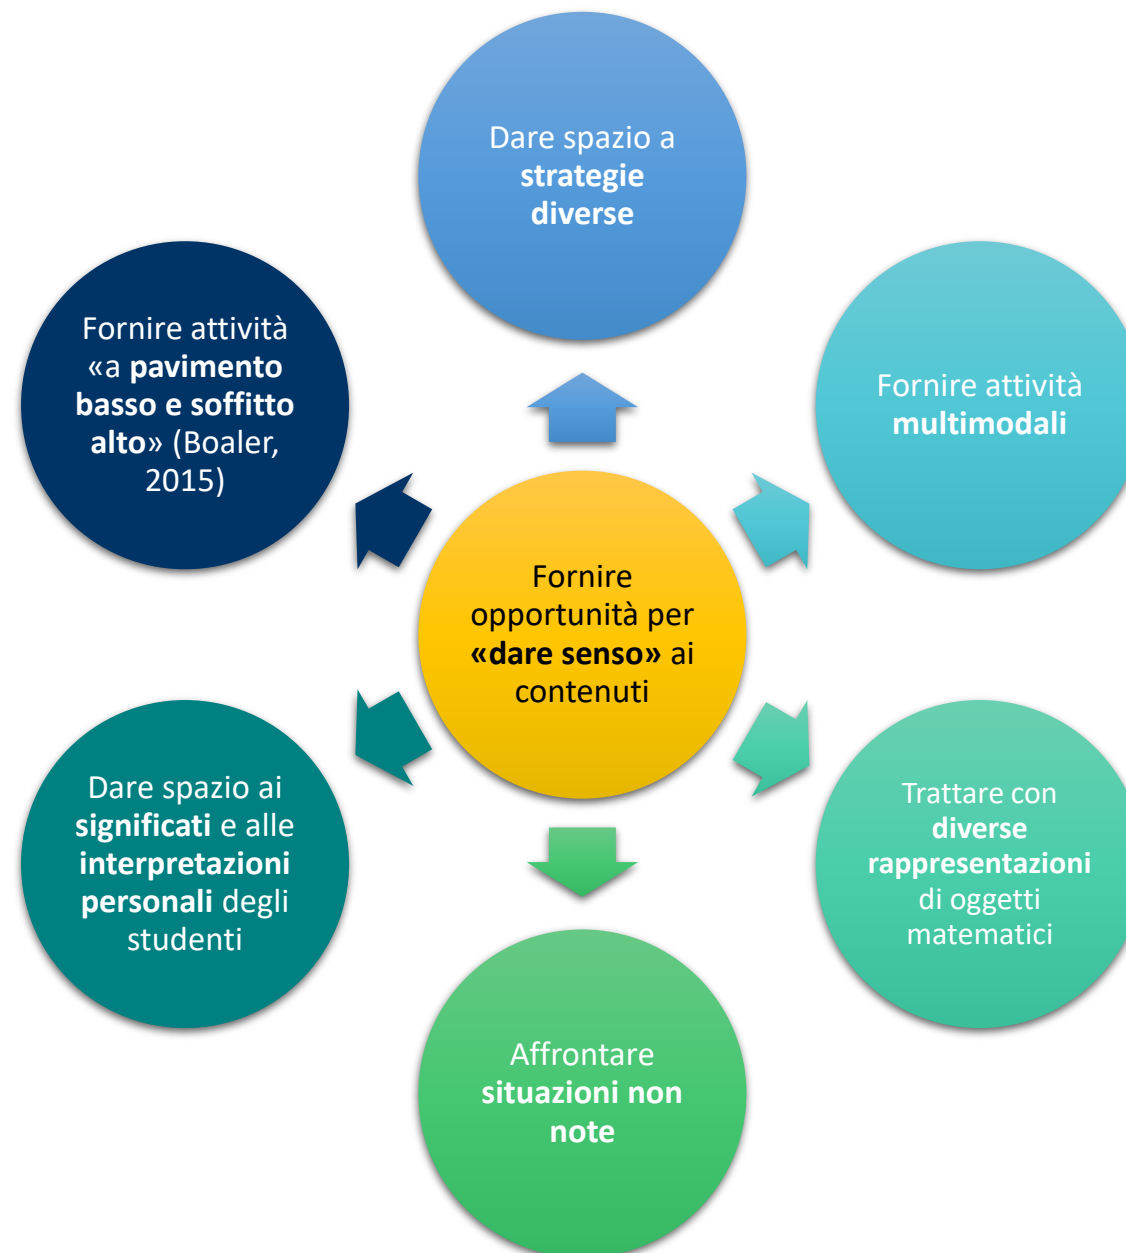 Dare spazio a
strategie
diverse
Fornire attività
«a pavimento
basso e soffitto
alto» (Boaler,
2015)
Fornire attività
multimodali
Fornire
opportunità per
«dare senso» ai
contenuti
Dare spazio ai
significati e alle
interpretazioni
personali degli
studenti
Trattare con
diverse
rappresentazioni
di oggetti
matematici
Affrontare
situazioni non
note